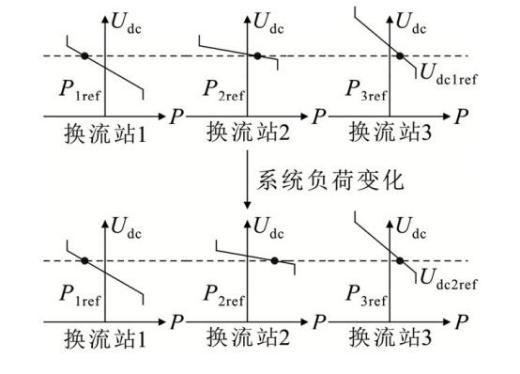 U_dc U_dc U_dc
P_1ref P_2ref P_3ref U_dc1ref
P P P
换流站1 换流站2 换流站3
系统负荷变化
U_dc U_dc U_dc
P_1ref P_2ref P_3ref U_dc2ref
P P P
换流站1 换流站2 换流站3